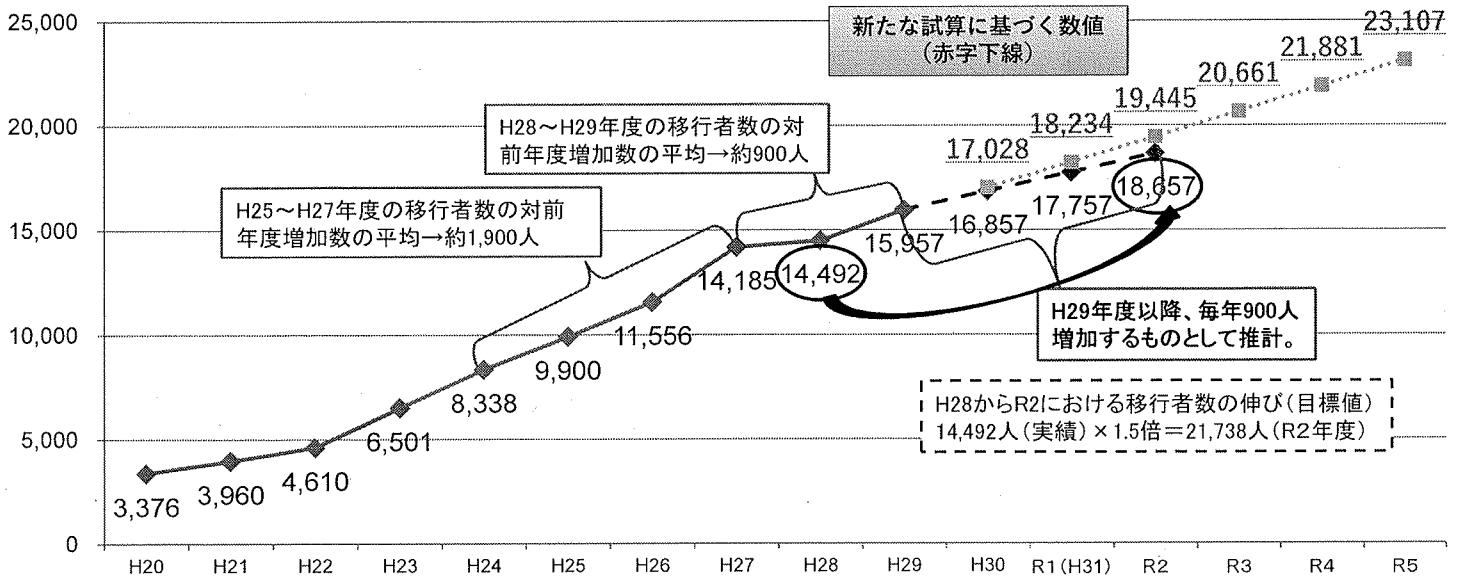 25,000
20,000
15,000
10,000
5,000
0
新たな試算に基づく数値
(赤字下線)
H28～H29年度の移行者数の対
前年度増加数の平均→約900人
H25～H27年度の移行者数の対前
年度増加数の平均→約1,900人
3,376
3,960
4,610
6,501
8,338
9,900
11,556
14,185
14,492
15,957
16,857
17,757
18,657
17,028
18,234
19,445
20,661
21,881
23,107
H29年度以降、毎年900人
増加するものとして推計。
H28からR2における移行者数の伸び(目標値)
14,492人(実績)×1.5倍＝21,738人(R2年度)
H20
H21
H22
H23
H24
H25
H26
H27
H28
H29
H30
R1(H31)
R2
R3
R4
R5